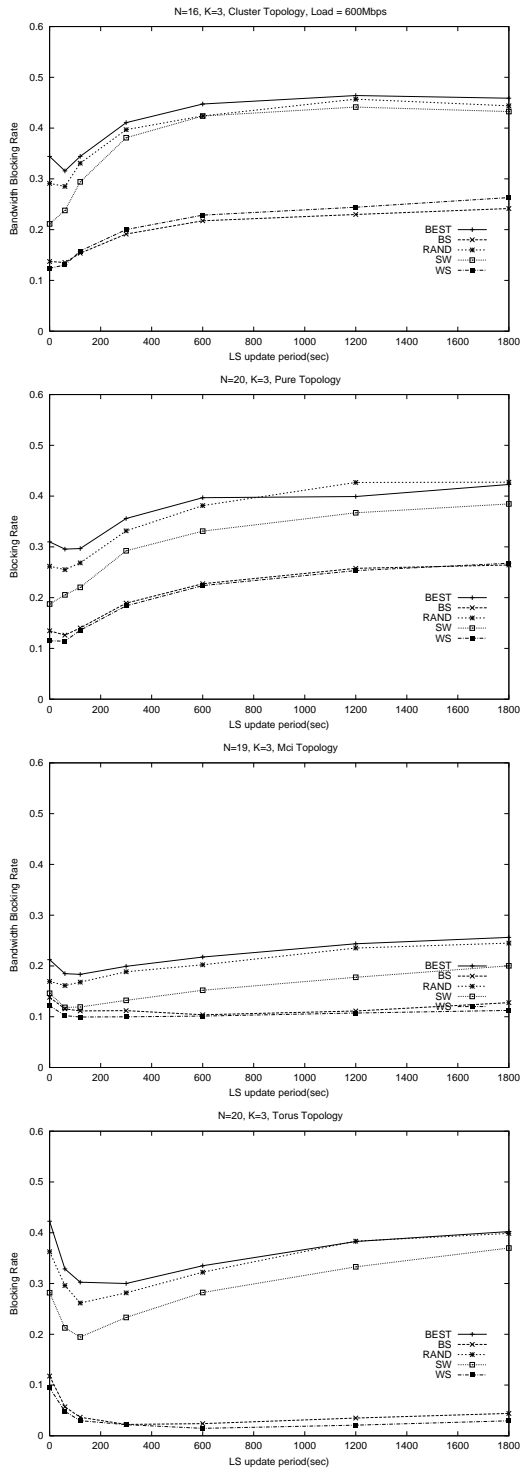 N=16, K=3, Cluster Topology, Load = 600Mbps
0.6
0.5
0.4
0.3
0.2
0.1
0
Bandwidth Blocking Rate
BEST
BS
RAND
SW
WS
0 200 400 600 800 1000 1200 1400 1600 1800
LS update period(sec)
N=20, K=3, Pure Topology
0.6
0.5
0.4
0.3
0.2
0.1
0
Blocking Rate
BEST
BS
RAND
SW
WS
0 200 400 600 800 1000 1200 1400 1600 1800
LS update period(sec)
N=19, K=3, Mci Topology
0.6
0.5
0.4
0.3
0.2
0.1
0
Bandwidth Blocking Rate
BEST
BS
RAND
SW
WS
0 200 400 600 800 1000 1200 1400 1600 1800
LS update period(sec)
N=20, K=3, Torus Topology
0.6
0.5
0.4
0.3
0.2
0.1
0
Blocking Rate
BEST
BS
RAND
SW
WS
0 200 400 600 800 1000 1200 1400 1600 1800
LS update period(sec)